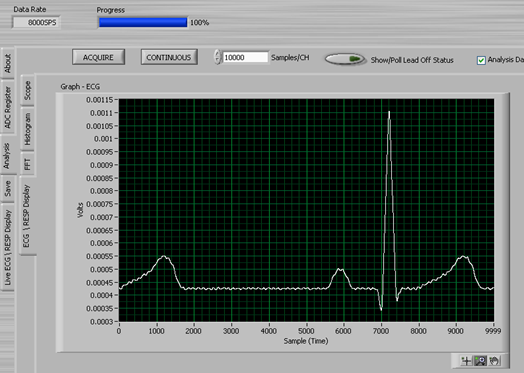 Data Rate
8000SPS
Progress
100%
ACQUIRE
CONTINUOUS
10000
Samples/CH
Show/Poll Lead Off Status
Analysis Da
About
ADC Register
Analysis
Save
Live ECG \ RESP Display
Scope
Histogram
FFT
ECG \ RESP Display
Graph - ECG
Volts
0.00115
0.0011
0.00105
0.001
0.00095
0.0009
0.00085
0.0008
0.00075
0.0007
0.00065
0.0006
0.00055
0.0005
0.00045
0.0004
0.00035
0.0003
0 1000 2000 3000 4000 5000 6000 7000 8000 9000 9999
Sample (Time)